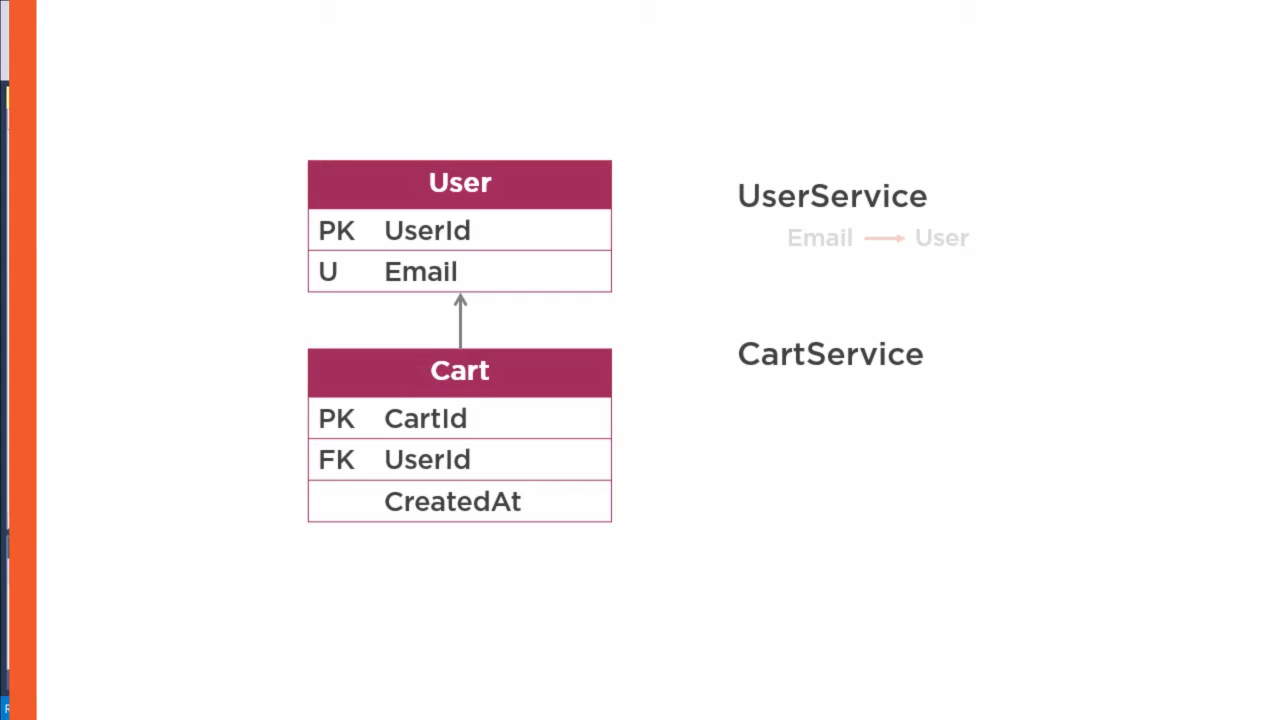 User
PK UserId
U Email
Cart
PK CartId
FK UserId
CreatedAt
UserService
Email User
CartService
R